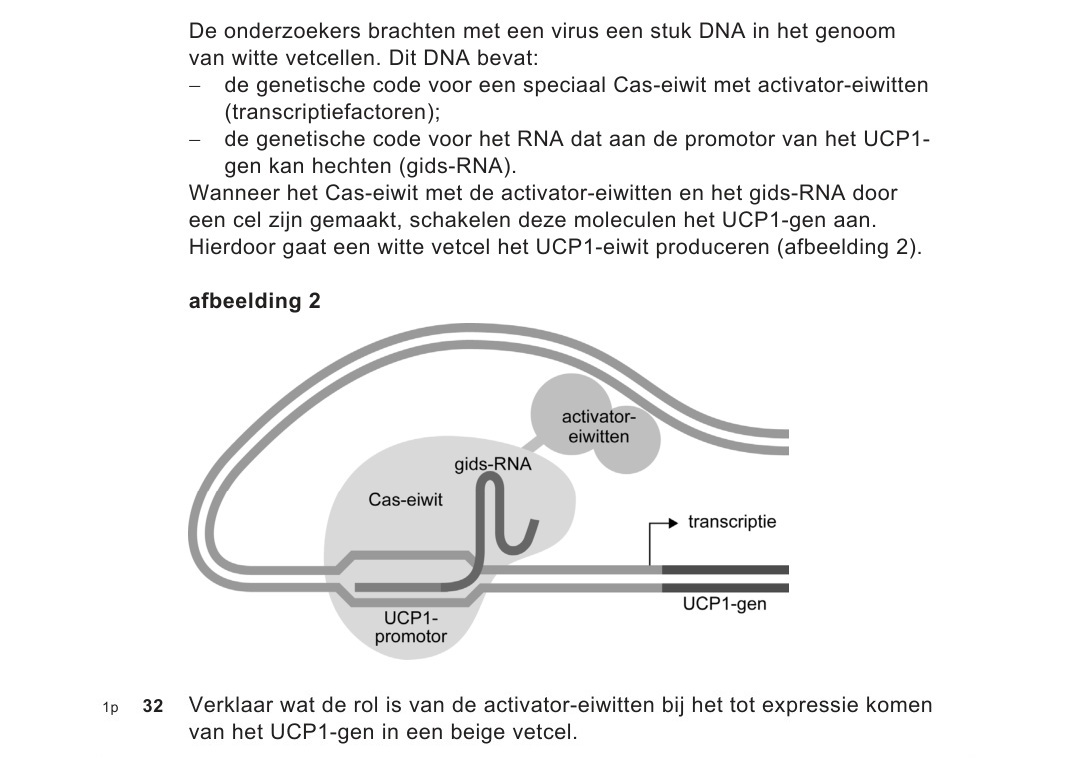 De onderzoekers brachten met een virus een stuk DNA in het genoom
van witte vetcellen. Dit DNA bevat:
– de genetische code voor een speciaal Cas-eiwit met activator-eiwitten
(transcriptiefactoren);
– de genetische code voor het RNA dat aan de promotor van het UCP1-
gen kan hechten (gids-RNA).
Wanneer het Cas-eiwit met de activator-eiwitten en het gids-RNA door
een cel zijn gemaakt, schakelen deze moleculen het UCP1-gen aan.
Hierdoor gaat een witte vetcel het UCP1-eiwit produceren (afbeelding 2).
afbeelding 2
activator-
eiwitten
gids-RNA
Cas-eiwit
transcriptie
UCP1-gen
UCP1-
promotor
1p 32 Verklaar wat de rol is van de activator-eiwitten bij het tot expressie komen
van het UCP1-gen in een beige vetcel.